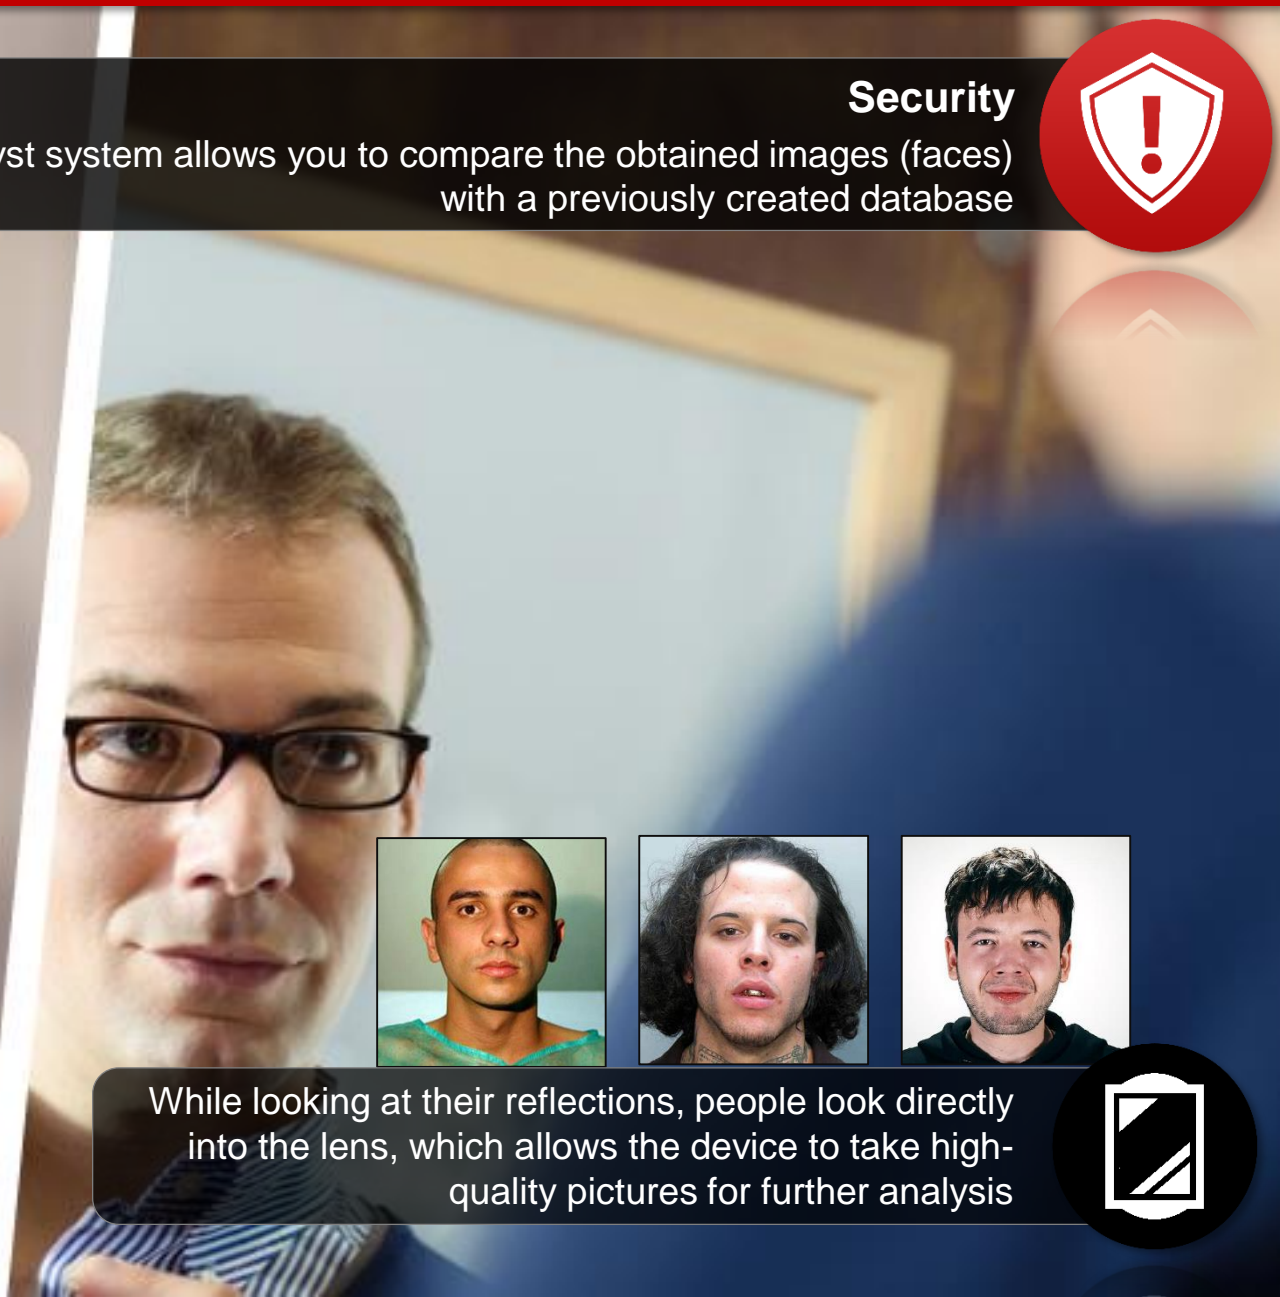 Security
system allows you to compare the obtained images (faces)
with a previously created database
While looking at their reflections, people look directly
into the lens, which allows the device to take high-
quality pictures for further analysis